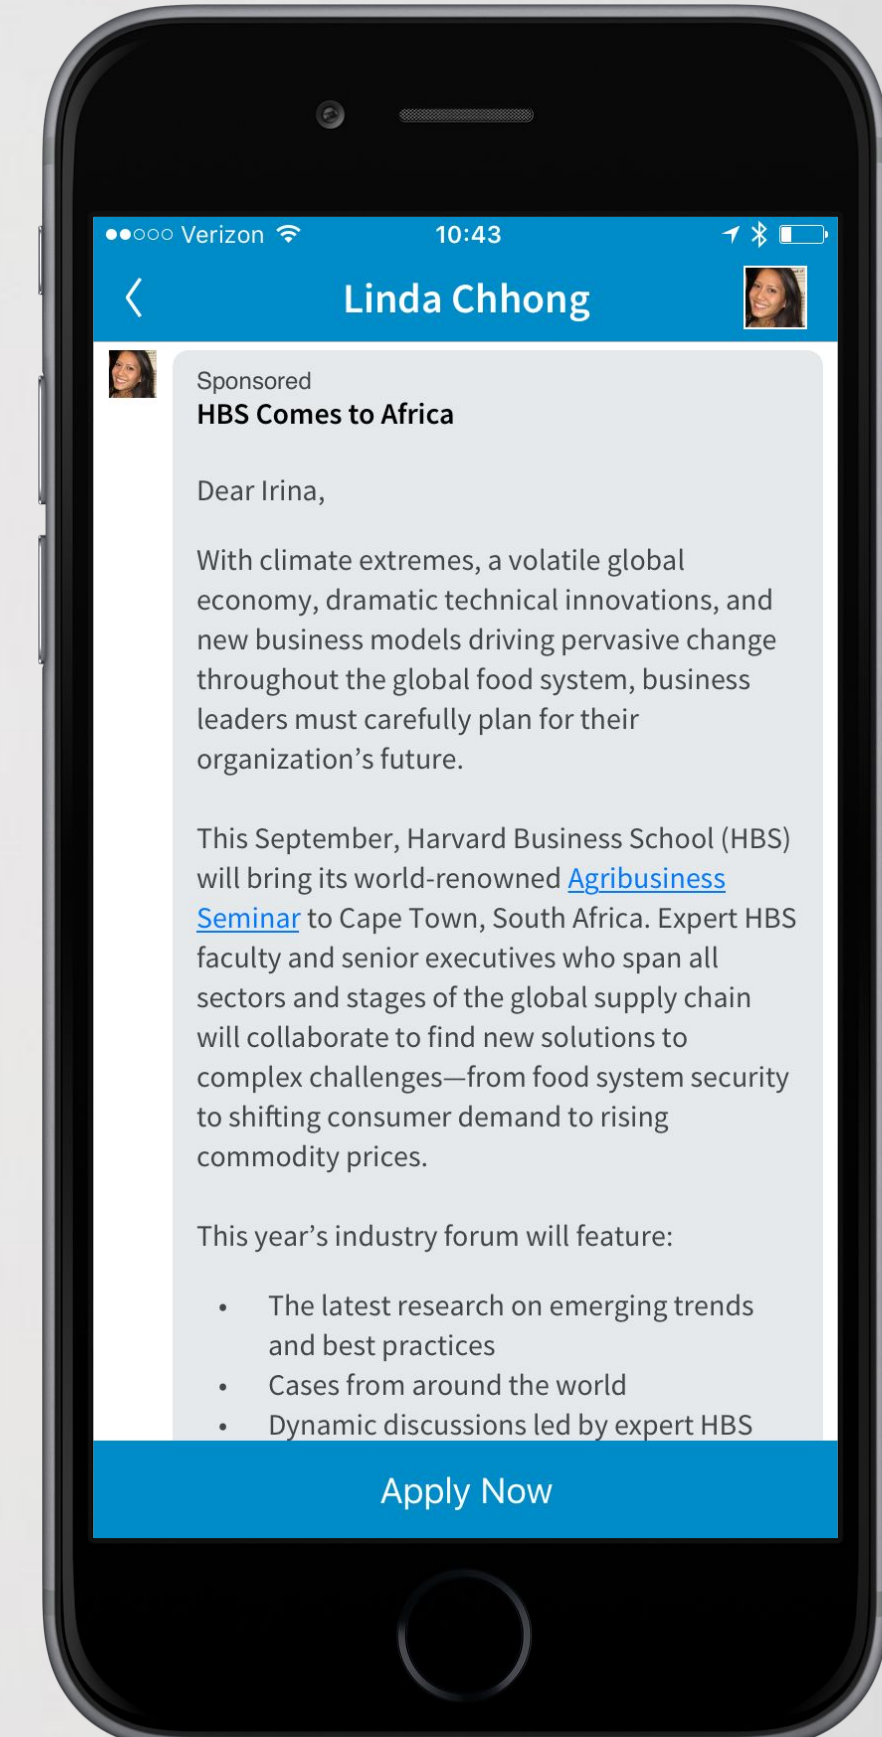 Verizon 10:43
Linda Chhong
Sponsored
HBS Comes to Africa
Dear Irina,
With climate extremes, a volatile global
economy, dramatic technical innovations, and
new business models driving pervasive change
throughout the global food system, business
leaders must carefully plan for their
organization’s future.
This September, Harvard Business School (HBS)
will bring its world-renowned Agribusiness
Seminar to Cape Town, South Africa. Expert HBS
faculty and senior executives who span all
sectors and stages of the global supply chain
will collaborate to find new solutions to
complex challenges—from food system security
to shifting consumer demand to rising
commodity prices.
This year’s industry forum will feature:
• The latest research on emerging trends
and best practices
• Cases from around the world
• Dynamic discussions led by expert HBS
Apply Now